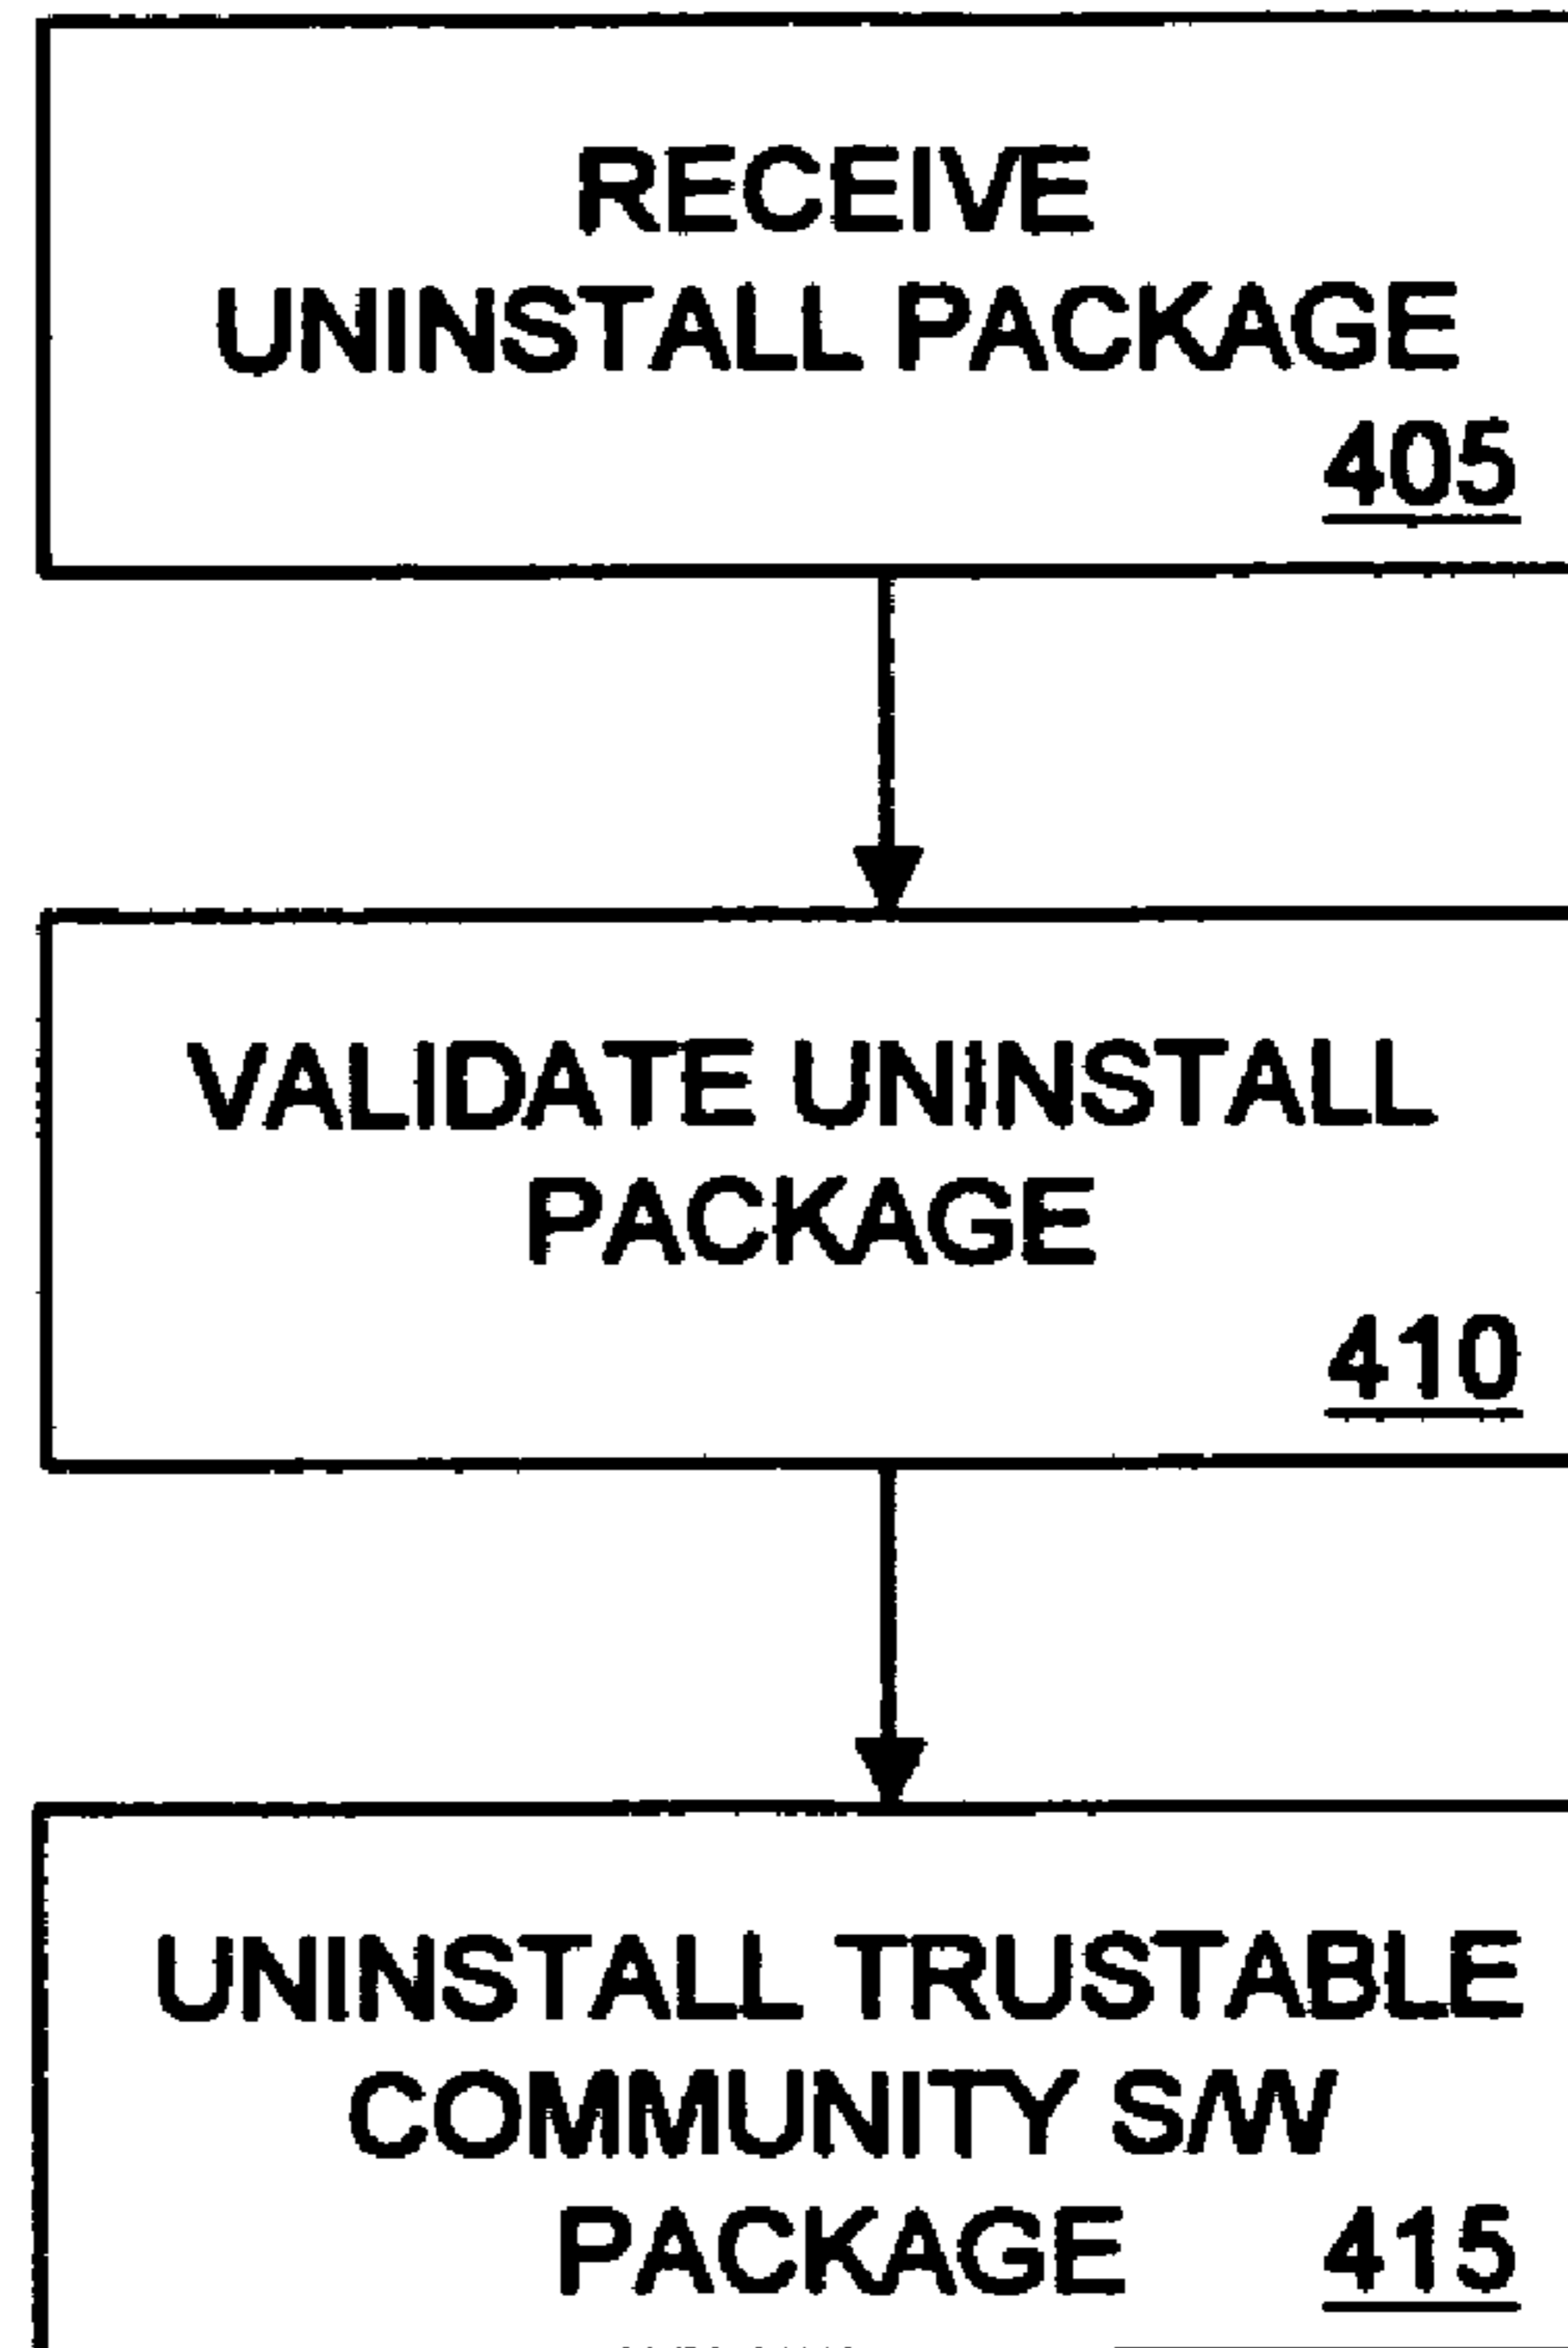 RECEIVE
UNINSTALL PACKAGE
405
VALIDATE UNINSTALL
PACKAGE
410
UNINSTALL TRUSTABLE
COMMUNITY S/W
PACKAGE 415